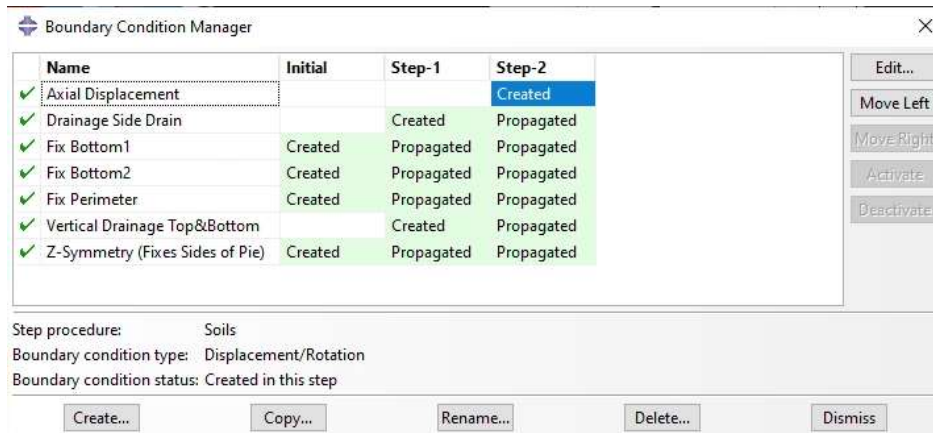 Boundary Condition Manager
Name Initial Step-1 Step-2 Edit...
Axial Displacement Created Move Left
Drainage Side Drain Created Propagated
Fix Bottom1 Created Propagated Propagated Move Right
Fix Bottom2 Created Propagated Propagated Activate
Fix Perimeter Created Propagated Propagated Deactivate
Vertical Drainage Top&Bottom Created Propagated
Z-Symmetry (Fixes Sides of Pie) Created Propagated Propagated
Step procedure: Soils
Boundary condition type: Displacement/Rotation
Boundary condition status: Created in this step
Create... Copy... Rename... Delete... Dismiss